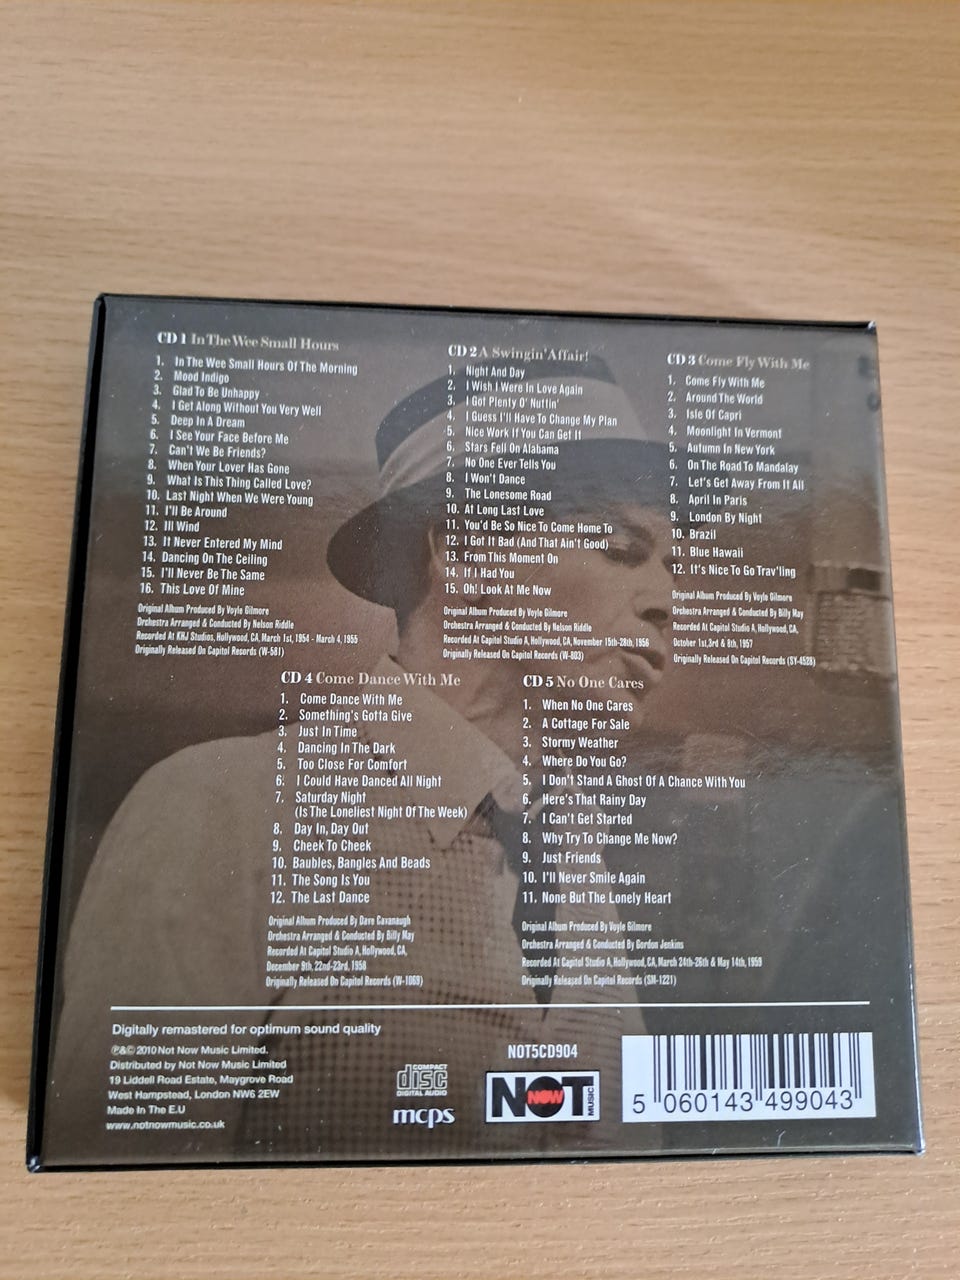 CD 1 In The Wee Small Hours
1. In The Wee Small Hours Of The Morning
2. Mood Indigo
3. Glad To Be Unhappy
4. I Get Along Without You Very Well
5. Deep In A Dream
6. I See Your Face Before Me
7. Can't We Be Friends?
8. When Your Lover Has Gone
9. What Is This Thing Called Love?
10. Last Night When We Were Young
11. I'll Be Around
12. Ill Wind
13. It Never Entered My Mind
14. Dancing On The Ceiling
15. I'll Never Be The Same
16. This Love Of Mine
Original Album Produced By Voyle Gilmore
Orchestra Arranged & Conducted By Nelson Riddle
Recorded At KHJ Studios, Hollywood, CA, March 1st, 1954 - March 4, 1955
Originally Released On Capitol Records (W-581)
CD 2 A Swingin' Affair!
1. Night And Day
2. I Wish I Were In Love Again
3. I Got Plenty O' Nuttin'
4. I Guess I'll Have To Change My Plan
5. Nice Work If You Can Get It
6. Stars Fell On Alabama
7. No One Ever Tells You
8. I Won't Dance
9. The Lonesome Road
10. At Long Last Love
11. You'd Be So Nice To Come Home To
12. I Got It Bad (And That Ain't Good)
13. From This Moment On
14. If I Had You
15. Oh! Look At Me Now
Original Album Produced By Voyle Gilmore
Orchestra Arranged & Conducted By Nelson Riddle
Recorded At Capitol Studio A, Hollywood, CA, November 15th-28th, 1956
Originally Released On Capitol Records (W-803)
CD 3 Come Fly With Me
1. Come Fly With Me
2. Around The World
3. Isle Of Capri
4. Moonlight In Vermont
5. Autumn In New York
6. On The Road To Mandalay
7. Let's Get Away From It All
8. April In Paris
9. London By Night
10. Brazil
11. Blue Hawaii
12. It's Nice To Go Trav'ling
Original Album Produced By Voyle Gilmore
Orchestra Arranged & Conducted By Billy May
Recorded At Capitol Studio A, Hollywood, CA,
October 1st,3rd & 8th, 1957
Originally Released On Capitol Records (SY-4528)
CD 4 Come Dance With Me
1. Come Dance With Me
2. Something's Gotta Give
3. Just In Time
4. Dancing In The Dark
5. Too Close For Comfort
6. I Could Have Danced All Night
7. Saturday Night
(Is The Loneliest Night Of The Week)
8. Day In, Day Out
9. Cheek To Cheek
10. Baubles, Bangles And Beads
11. The Song Is You
12. The Last Dance
Original Album Produced By Dave Cavanaugh
Orchestra Arranged & Conducted By Billy May
Recorded At Capitol Studio A, Hollywood, CA,
December 9th, 22nd-23rd, 1958
Originally Released On Capitol Records (W-1069)
CD 5 No One Cares
1. When No One Cares
2. A Cottage For Sale
3. Stormy Weather
4. Where Do You Go?
5. I Don't Stand A Ghost Of A Chance With You
6. Here's That Rainy Day
7. I Can't Get Started
8. Why Try To Change Me Now?
9. Just Friends
10. I'll Never Smile Again
11. None But The Lonely Heart
Original Album Produced By Voyle Gilmore
Orchestra Arranged & Conducted By Gordon Jenkins
Recorded At Capitol Studio A, Hollywood, CA, March 24th-26th & May 14th, 1959
Originally Released On Capitol Records (SM-1221)
Digitally remastered for optimum sound quality
℗&© 2010 Not Now Music Limited.
Distributed by Not Now Music Limited
19 Liddell Road Estate, Maygrove Road
West Hampstead, London NW6 2EW
Made In The E.U
www.notnowmusic.co.uk
COMPACT
disc
DIGITAL AUDIO
mcps
NOT5CD904
NOT NOW MUSIC
5 060143 499043